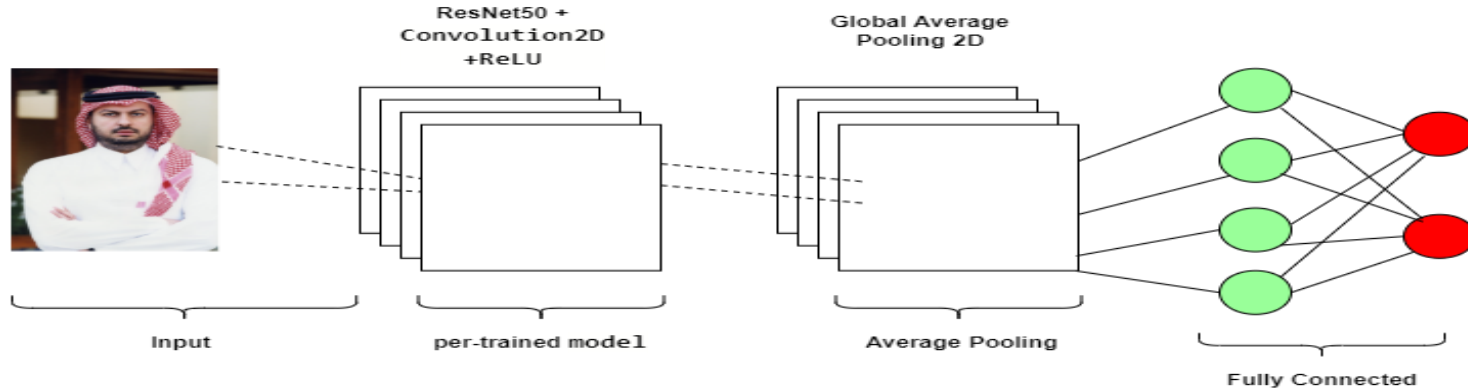 ResNet50 +
Convolution2D
+ReLU
Global Average
Pooling 2D
Input
per-trained model
Average Pooling
Fully Connected